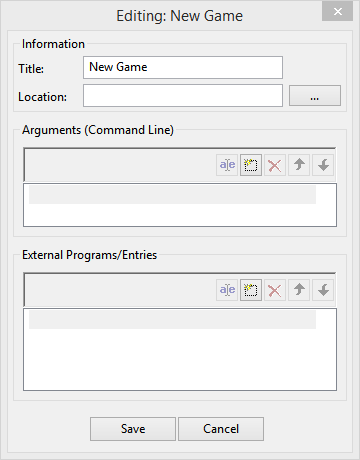 Editing: New Game
Information
Title: New Game
Location:
...
Arguments (Command Line)
a|e
External Programs/Entries
a|e
Save Cancel